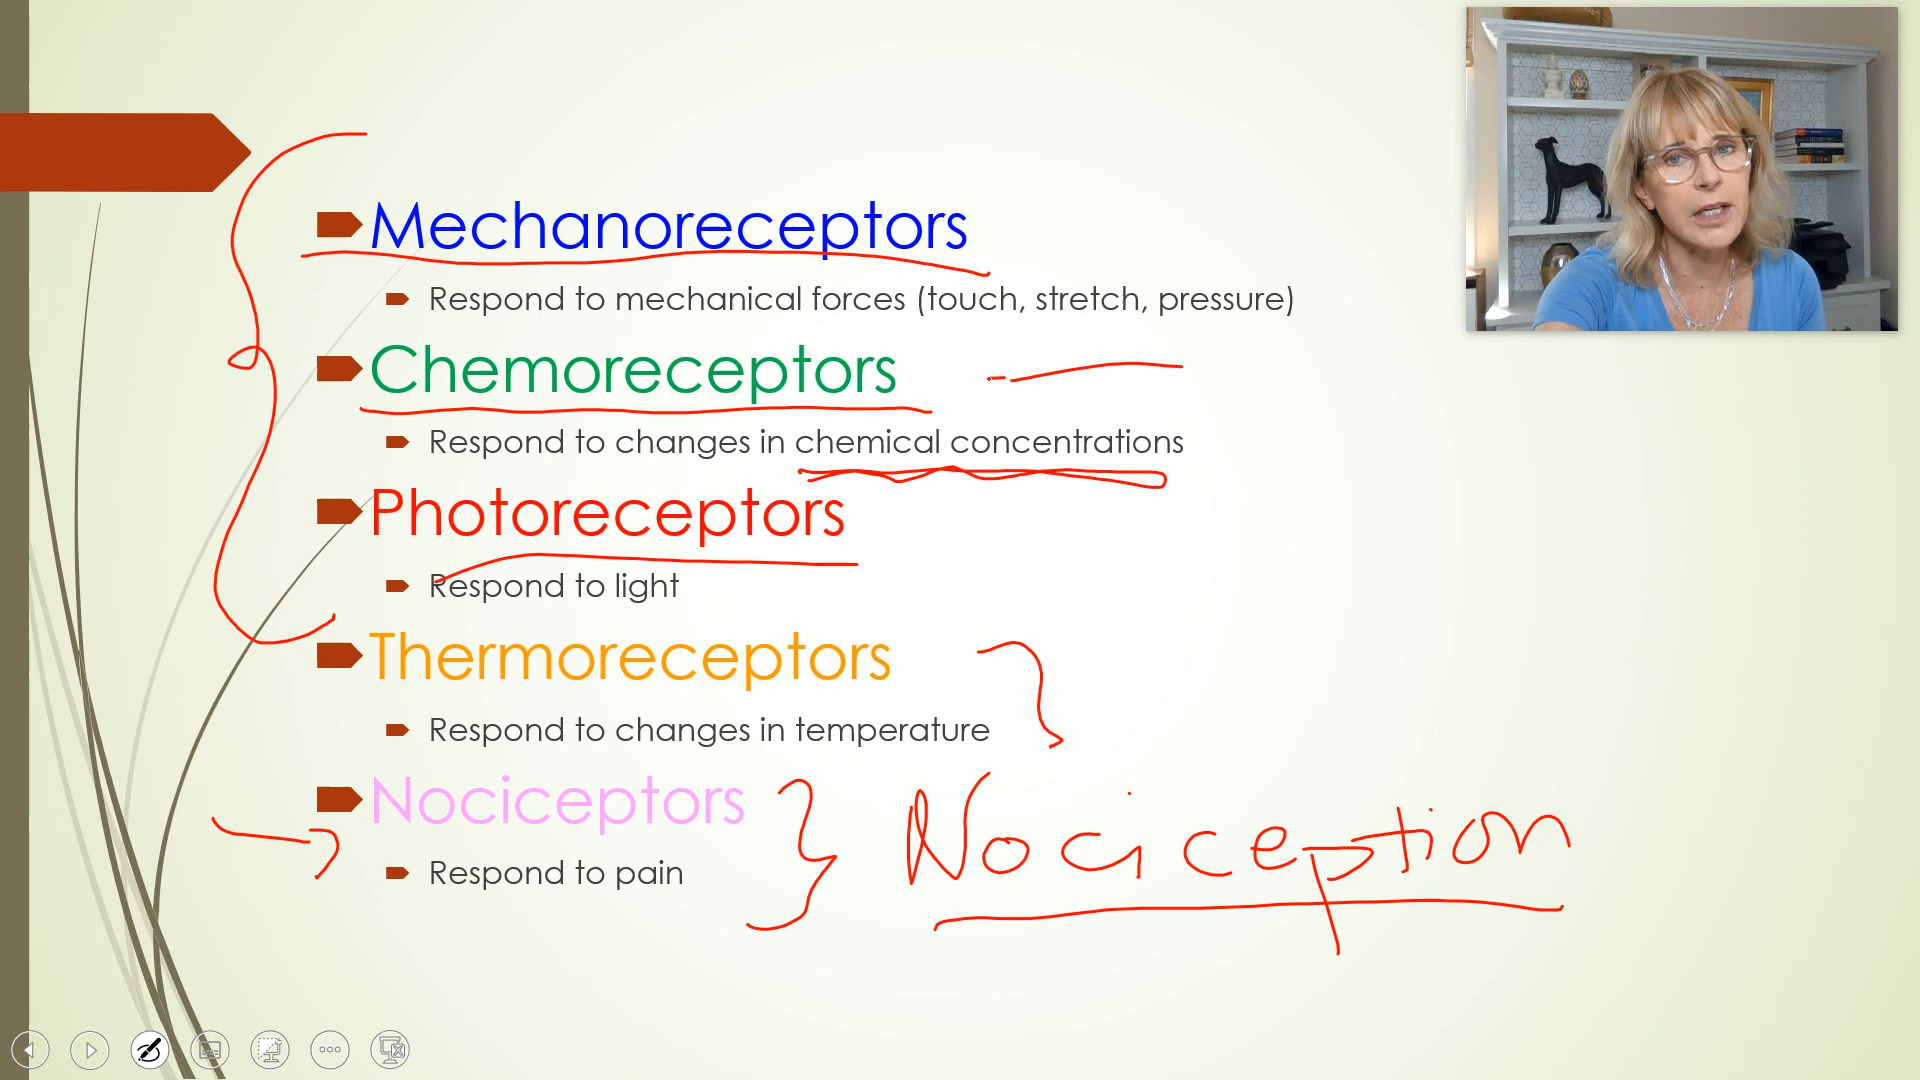 Mechanoreceptors
Respond to mechanical forces (touch, stretch, pressure)
Chemoreceptors
Respond to changes in chemical concentrations
Photoreceptors
Respond to light
Thermoreceptors
Respond to changes in temperature
Nociceptors
Nociception
Respond to pain